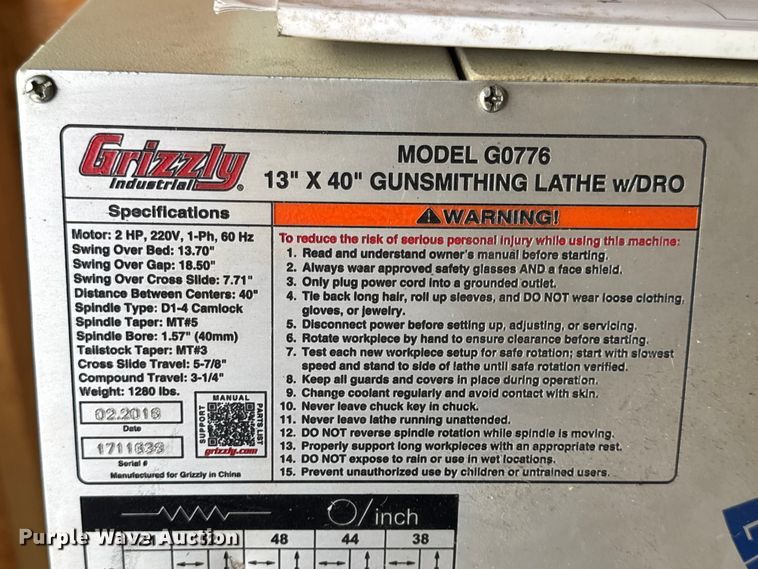 Grizzly
Industrial
®
MODEL G0776
13" X 40" GUNSMITHING LATHE w/DRO
Specifications
Motor: 2 HP, 220V, 1-Ph, 60 Hz
Swing Over Bed: 13.70"
Swing Over Gap: 18.50"
Swing Over Cross Slide: 7.71"
Distance Between Centers: 40"
Spindle Type: D1-4 Camlock
Spindle Taper: MT#5
Spindle Bore: 1.57" (40mm)
Tailstock Taper: MT#3
Cross Slide Travel: 5-7/8"
Compound Travel: 3-1/4"
Weight: 1280 lbs.
02.2016
Date
Serial #
MANUAL
SUPPORT
PARTS LIST
grizzly.com
Manufactured for Grizzly in China
WARNING!
To reduce the risk of serious personal injury while using this machine:
1. Read and understand owner's manual before starting.
2. Always wear approved safety glasses AND a face shield.
3. Only plug power cord into a grounded outlet.
4. Tie back long hair, roll up sleeves, and DO NOT wear loose clothing,
gloves, or jewelry.
5. Disconnect power before setting up, adjusting, or servicing.
6. Rotate workpiece by hand to ensure clearance before starting.
7. Test each new workpiece setup for safe rotation; start with slowest
speed and stand to side of lathe until safe rotation verified.
8. Keep all guards and covers in place during operation.
9. Change coolant regularly and avoid contact with skin.
10. Never leave chuck key in chuck.
11. Never leave lathe running unattended.
12. DO NOT reverse spindle rotation while spindle is moving.
13. Properly support long workpieces with an appropriate rest.
14. DO NOT expose to rain or use in wet locations.
15. Prevent unauthorized use by children or untrained users.
/inch
48 44 38
Purple Wave Auction